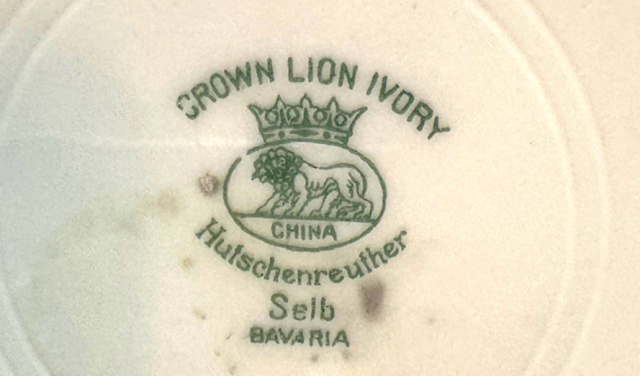 CROWN LION IVORY
CHINA
Hutschenreuther
Selb
BAVARIA